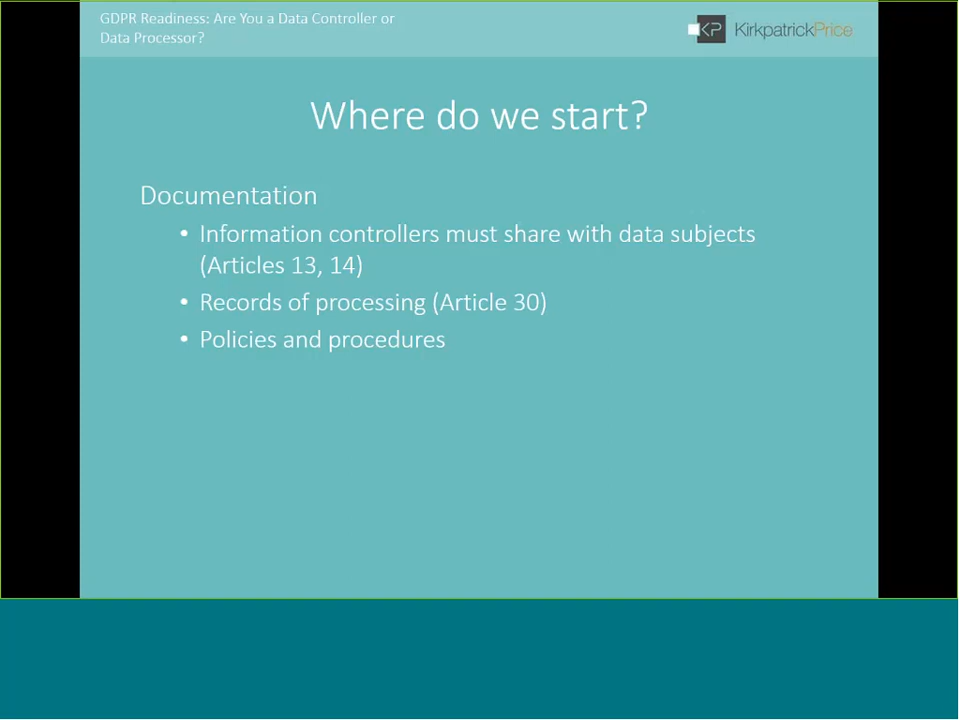 GDPR Readiness: Are You a Data Controller or
Data Processor?
KP KirkpatrickPrice
Where do we start?
Documentation
• Information controllers must share with data subjects
(Articles 13, 14)
• Records of processing (Article 30)
• Policies and procedures